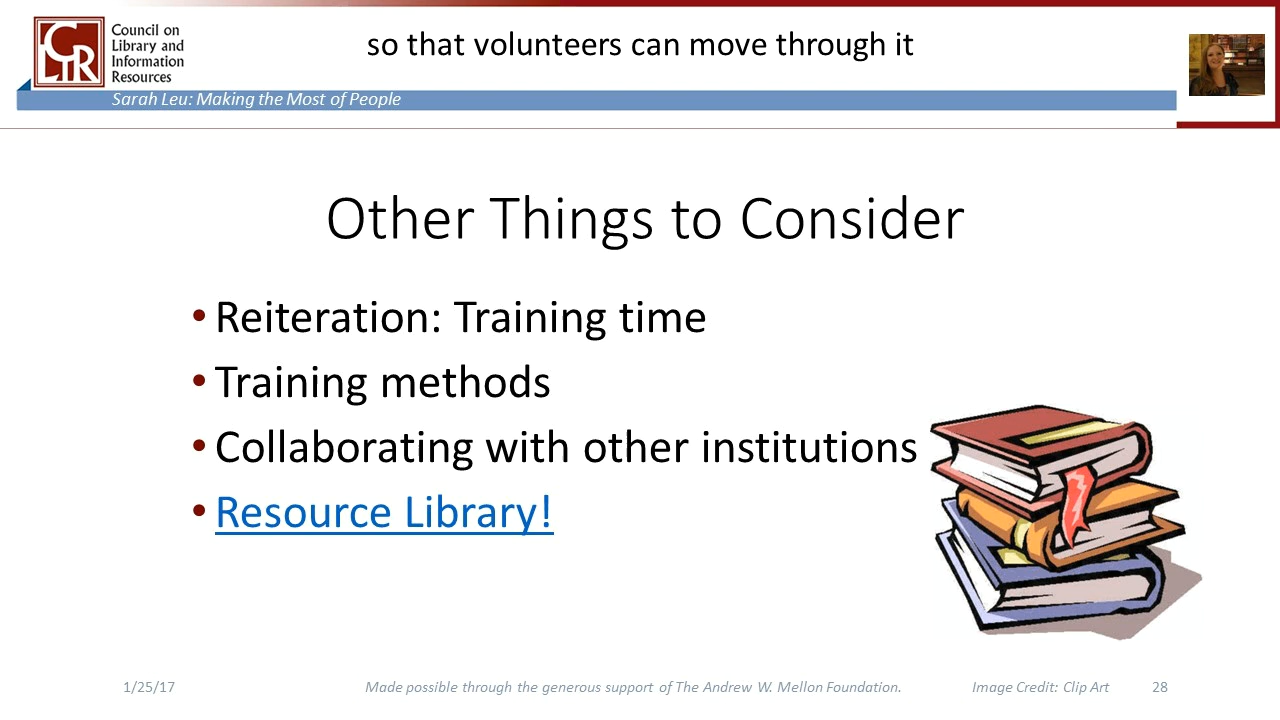 CLIR
Council on
Library and
Information
Resources
so that volunteers can move through it
Sarah Leu: Making the Most of People
Other Things to Consider
• Reiteration: Training time
• Training methods
• Collaborating with other institutions
• Resource Library!
1/25/17
Made possible through the generous support of The Andrew W. Mellon Foundation.
Image Credit: Clip Art
28